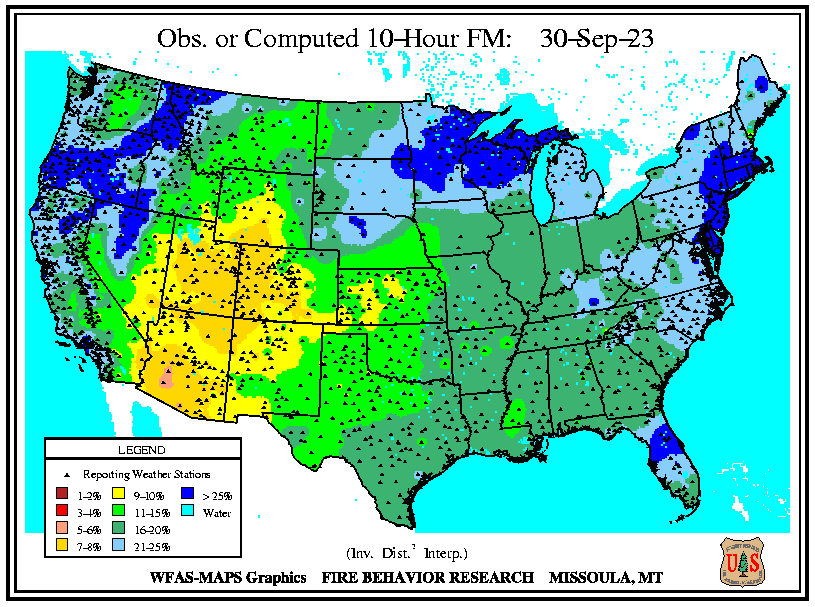 Obs. or Computed 10-Hour FM: 30-Sep-23
LEGEND
Reporting Weather Stations
1-2% 9-10% > 25%
3-4% 11-15% Water
5-6% 16-20%
7-8% 21-25%
(Inv. Dist.² Interp.)
WFAS-MAPS Graphics FIRE BEHAVIOR RESEARCH MISSOULA, MT
U S